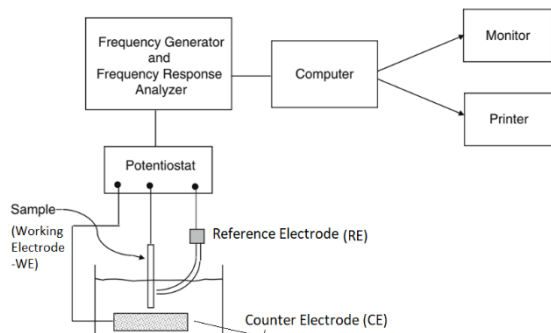 Frequency Generator
and
Frequency Response
Analyzer
Computer
Monitor
Printer
Potentiostat
Sample
(Working
Electrode
-WE)
Reference Electrode (RE)
Counter Electrode (CE)